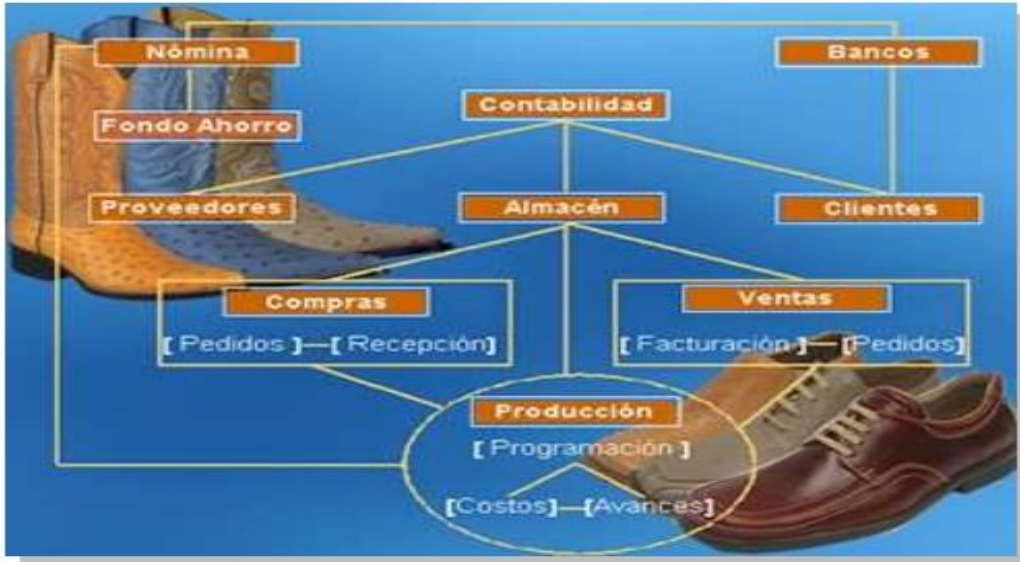 Nómina
Bancos
Contabilidad
Fondo Ahorro
Proveedores
Almacén
Clientes
Compras
Ventas
[ Pedidos ]—[ Recepción]
[ Facturación ]— [Pedidos]
Producción
[ Programación ]
[Costos]—[Avances]